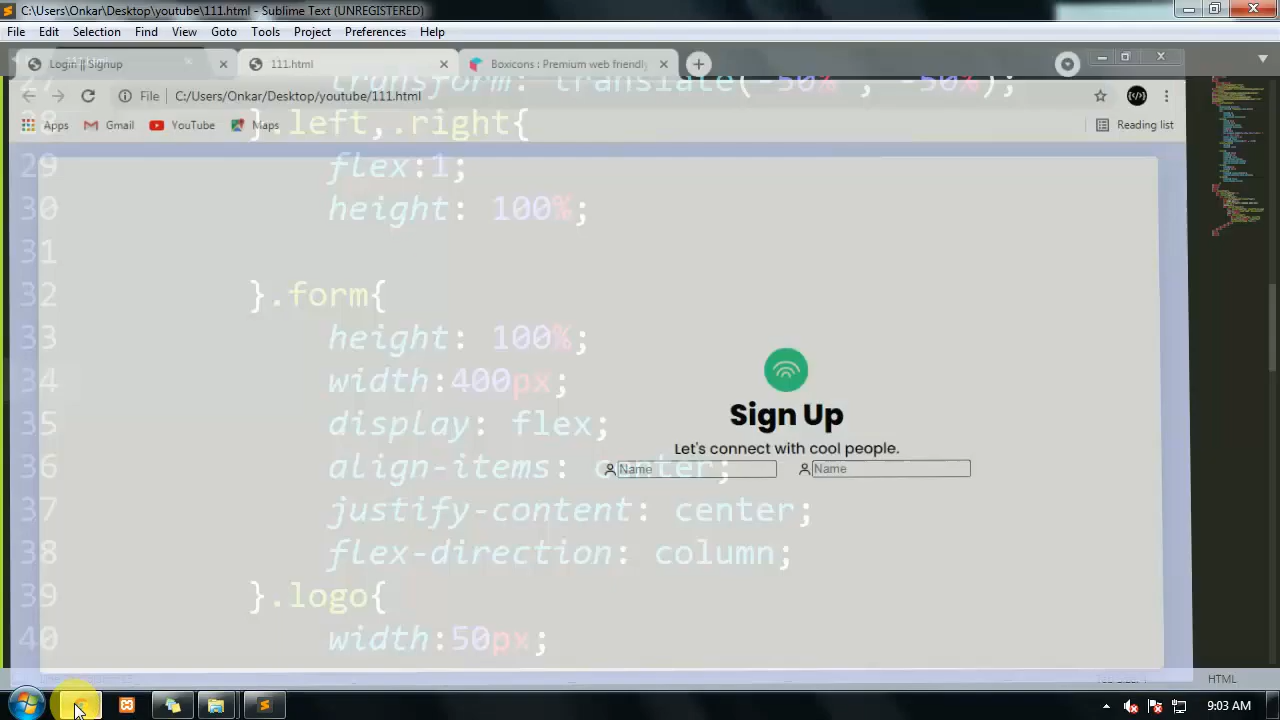 C:\Users\Onkar\Desktop\youtube\111.html - Sublime Text (UNREGISTERED)
File Edit Selection Find View Goto Tools Project Preferences Help
Login || Signup 111.html Boxicons : Premium web friendly
27 transform: translate(-50% , -50%);
File C:/Users/Onkar/Desktop/youtube/111.html
28 }.left,.right{
Apps Gmail YouTube Maps Reading list
29 flex:1;
30 height: 100%;
31
32 }.form{
33 height: 100%;
34 width:400px;
35 display: flex;
36 align-items: center;
37 justify-content: center;
38 flex-direction: column;
39 }.logo{
40 width:50px;
Sign Up
Let's connect with cool people.
Name Name
HTML
9:03 AM